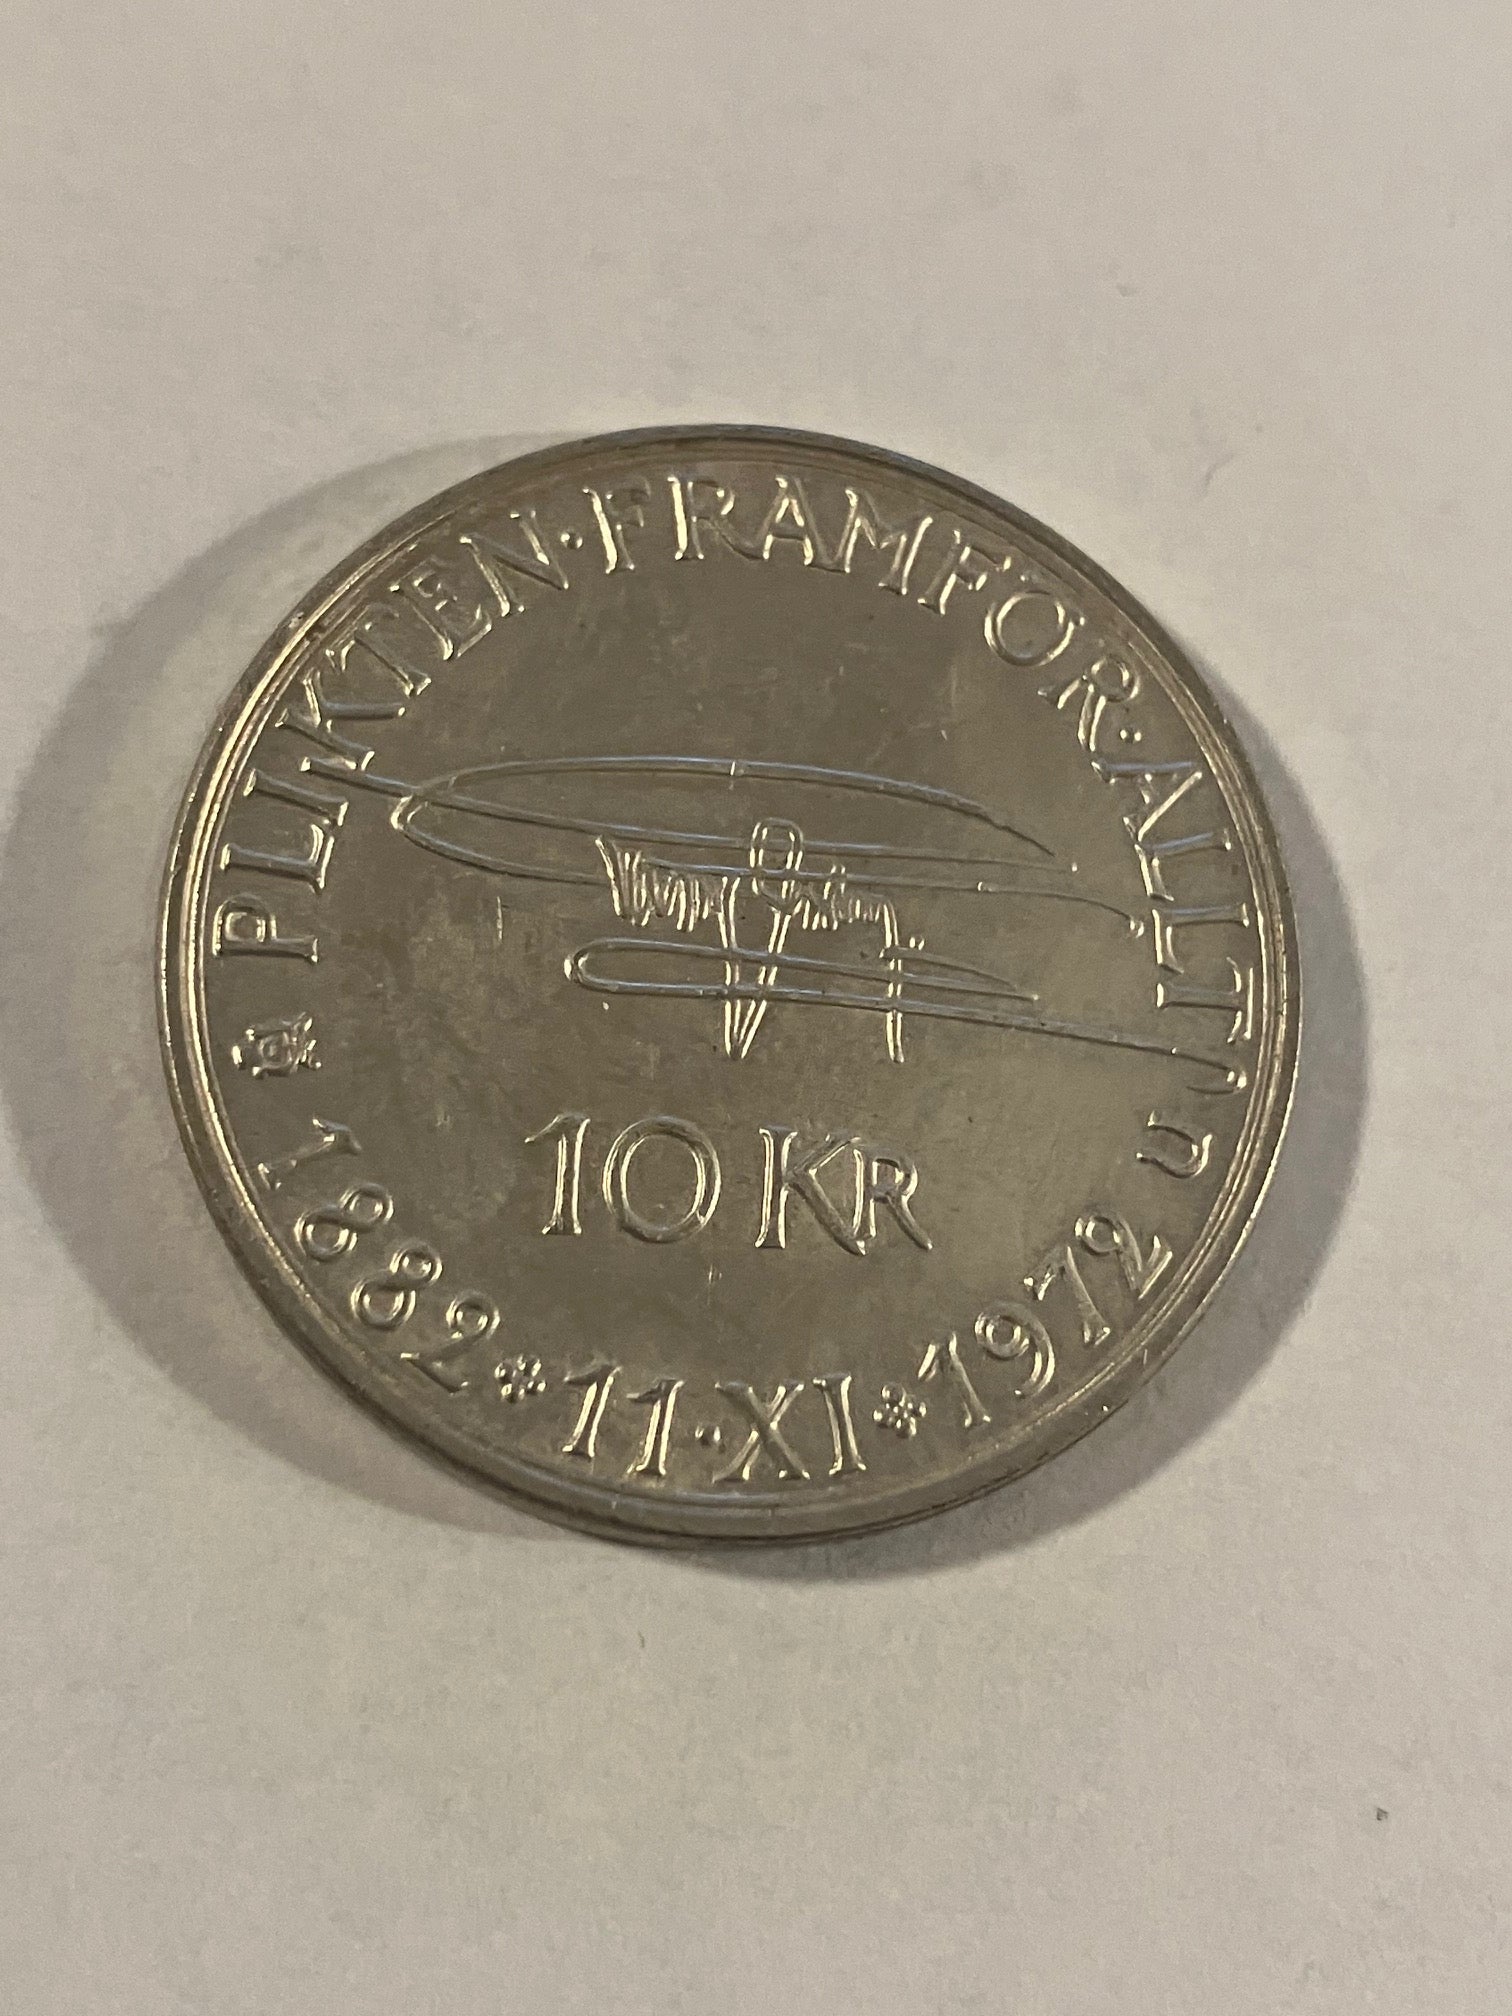 PLIKTEN·FRAMFÖR·ALLT
10 KR
U
1882 * 11·XI * 1972